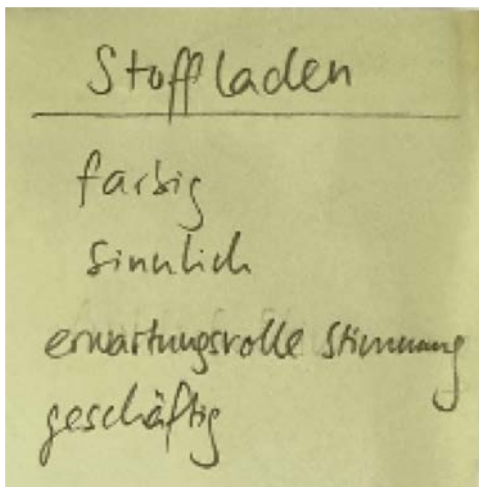 Stoffladen
farbig
sinnlich
erwartungsvolle Stimmung
geschäftig